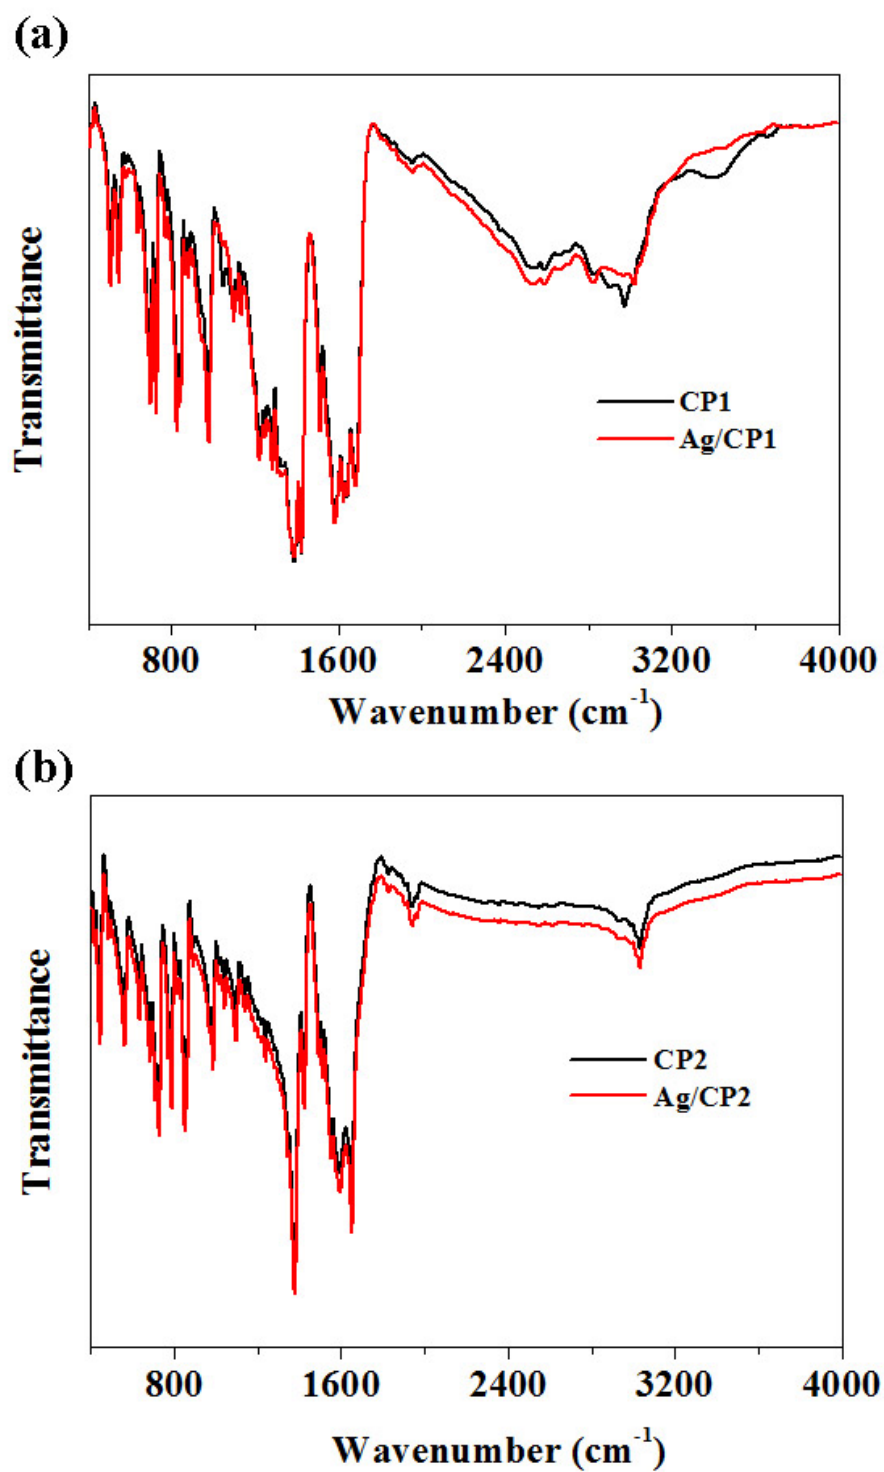 (a)
Transmittance
CP1
Ag/CP1
800 1600 2400 3200 4000
Wavenumber (cm⁻¹)
(b)
Transmittance
CP2
Ag/CP2
800 1600 2400 3200 4000
Wavenumber (cm⁻¹)